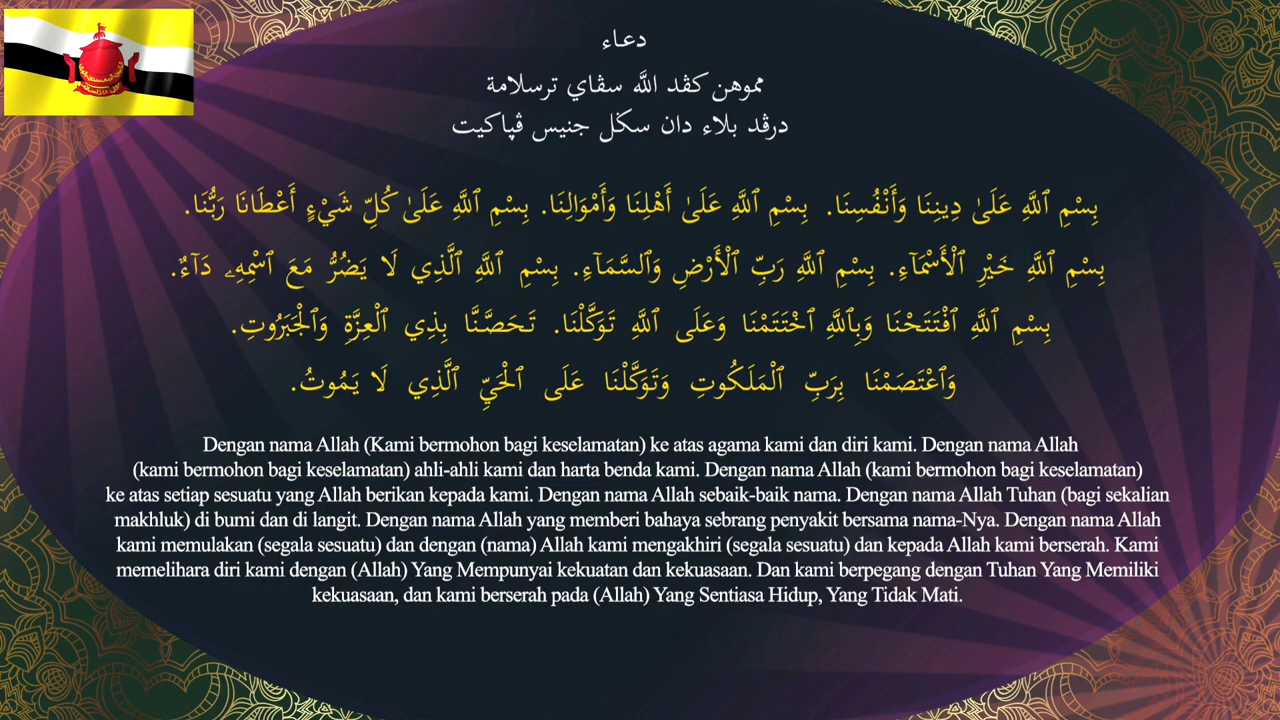 دعاء
مموهن کڤد الله سڤاي ترسلامة
درڤد بلاء دان سݢل جنيس ڤڽاکيت
بِسْمِ ٱللَّهِ عَلَىٰ دِينِنَا وَأَنْفُسِنَا. بِسْمِ ٱللَّهِ عَلَىٰ أَهْلِنَا وَأَمْوَالِنَا. بِسْمِ ٱللَّهِ عَلَىٰ كُلِّ شَيْءٍ أَعْطَانَا رَبُّنَا.
بِسْمِ ٱللَّهِ خَيْرِ ٱلْأَسْمَآءِ. بِسْمِ ٱللَّهِ رَبِّ ٱلْأَرْضِ وَٱلسَّمَآءِ. بِسْمِ ٱللَّهِ ٱلَّذِي لَا يَضُرُّ مَعَ ٱسْمِهِۦ دَآءٌ.
بِسْمِ ٱللَّهِ ٱفْتَتَحْنَا وَبِٱللَّهِ ٱخْتَتَمْنَا وَعَلَى ٱللَّهِ تَوَكَّلْنَا. تَحَصَّنَّا بِذِي ٱلْعِزَّةِ وَٱلْجَبَرُوتِ.
وَٱعْتَصَمْنَا بِرَبِّ ٱلْمَلَكُوتِ وَتَوَكَّلْنَا عَلَى ٱلْحَيِّ ٱلَّذِي لَا يَمُوتُ.
Dengan nama Allah (Kami bermohon bagi keselamatan) ke atas agama kami dan diri kami. Dengan nama Allah
(kami bermohon bagi keselamatan) ahli-ahli kami dan harta benda kami. Dengan nama Allah (kami bermohon bagi keselamatan)
ke atas setiap sesuatu yang Allah berikan kepada kami. Dengan nama Allah sebaik-baik nama. Dengan nama Allah Tuhan (bagi sekalian
makhluk) di bumi dan di langit. Dengan nama Allah yang memberi bahaya sebrang penyakit bersama nama-Nya. Dengan nama Allah
kami memulakan (segala sesuatu) dan dengan (nama) Allah kami mengakhiri (segala sesuatu) dan kepada Allah kami berserah. Kami
memelihara diri kami dengan (Allah) Yang Mempunyai kekuatan dan kekuasaan. Dan kami berpegang dengan Tuhan Yang Memiliki
kekuasaan, dan kami berserah pada (Allah) Yang Sentiasa Hidup, Yang Tidak Mati.